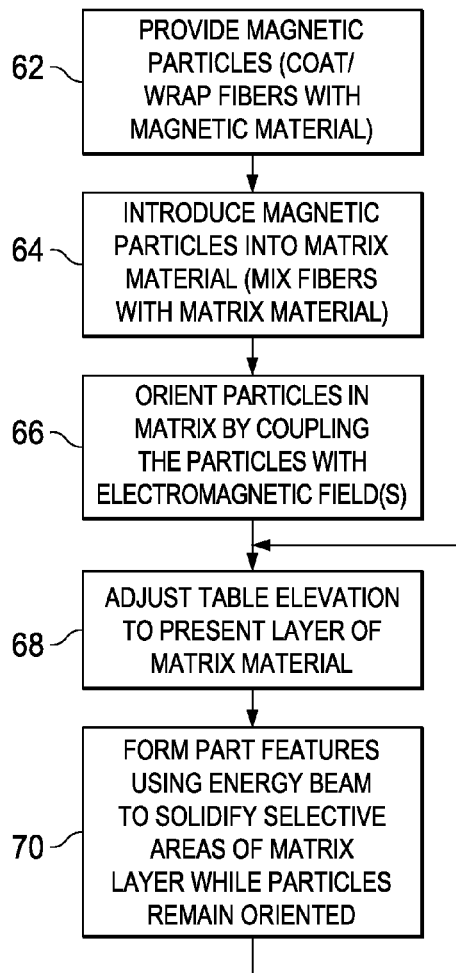 62
PROVIDE MAGNETIC
PARTICLES (COAT/
WRAP FIBERS WITH
MAGNETIC MATERIAL)
64
INTRODUCE MAGNETIC
PARTICLES INTO MATRIX
MATERIAL (MIX FIBERS
WITH MATRIX MATERIAL)
66
ORIENT PARTICLES IN
MATRIX BY COUPLING
THE PARTICLES WITH
ELECTROMAGNETIC FIELD(S)
68
ADJUST TABLE ELEVATION
TO PRESENT LAYER OF
MATRIX MATERIAL
70
FORM PART FEATURES
USING ENERGY BEAM
TO SOLIDIFY SELECTIVE
AREAS OF MATRIX
LAYER WHILE PARTICLES
REMAIN ORIENTED